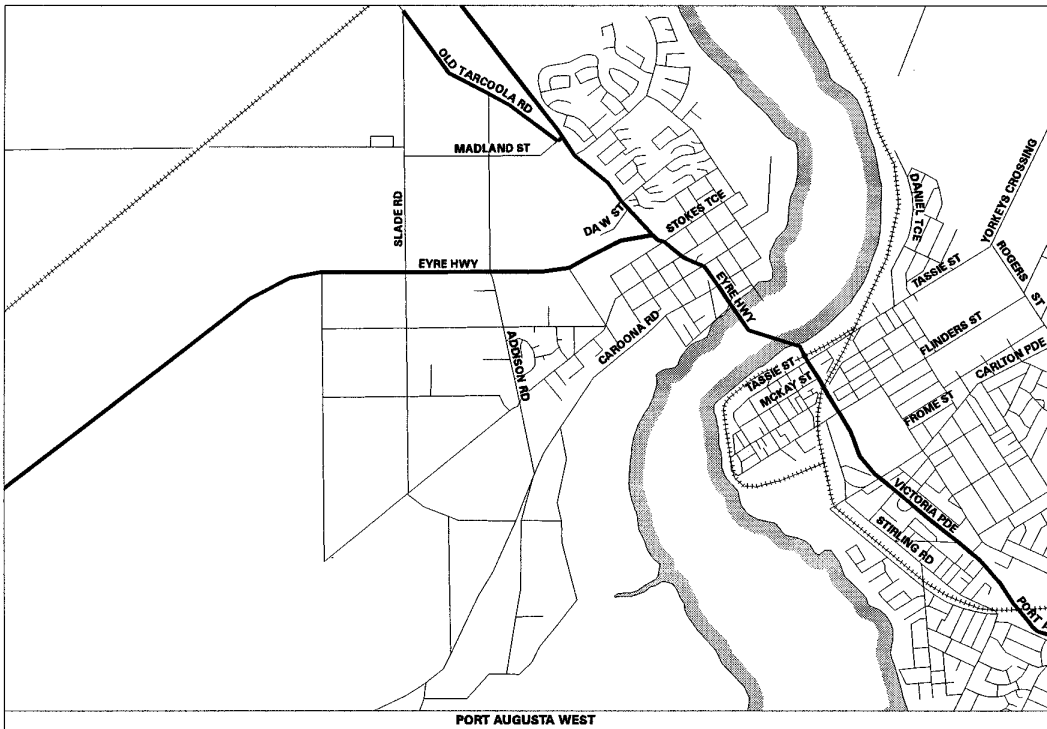 OLD TARCOOLA RD
MADLAND ST
SLADE RD
DAW ST
STOKES TCE
EYRE HWY
EYRE HWY
ADDISON RD
CAROONA RD
DANIEL TCE
YORKEYS CROSSING
TASSIE ST
ROGERS ST
FLINDERS ST
CARLTON PDE
TASSIE ST
MCKAY ST
FROME ST
VICTORIA PDE
STIRLING RD
PORT
PORT AUGUSTA WEST